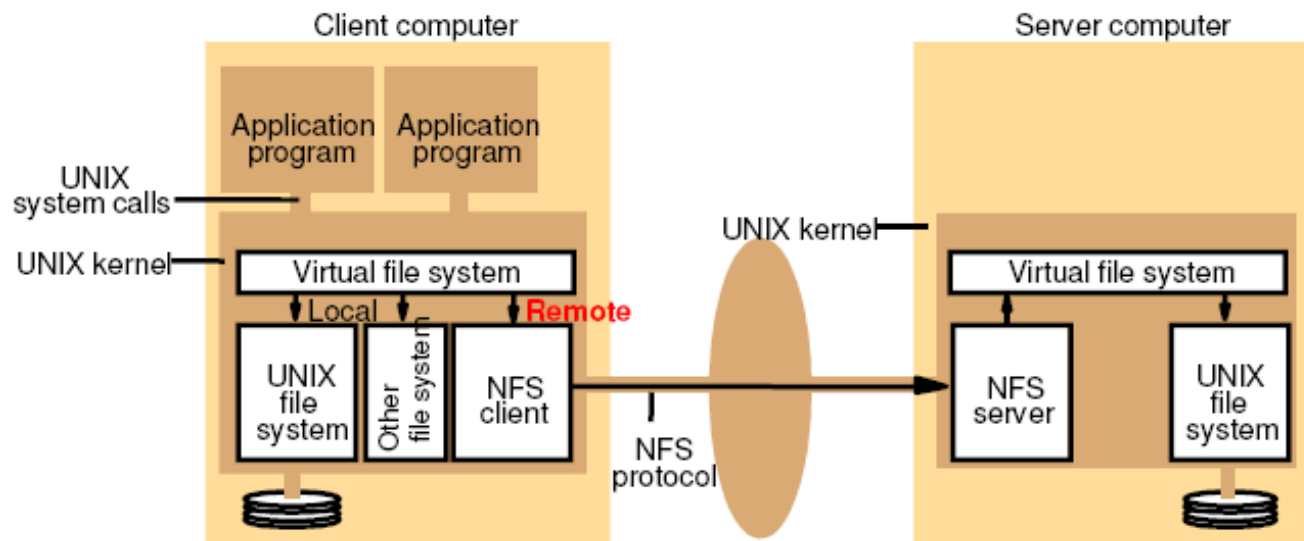 Client computer
Server computer
Application
program
Application
program
UNIX
system calls
UNIX kernel
UNIX kernel
Virtual file system
Virtual file system
Local
Remote
UNIX
file
system
Other
file system
NFS
client
NFS
server
UNIX
file
system
NFS
protocol